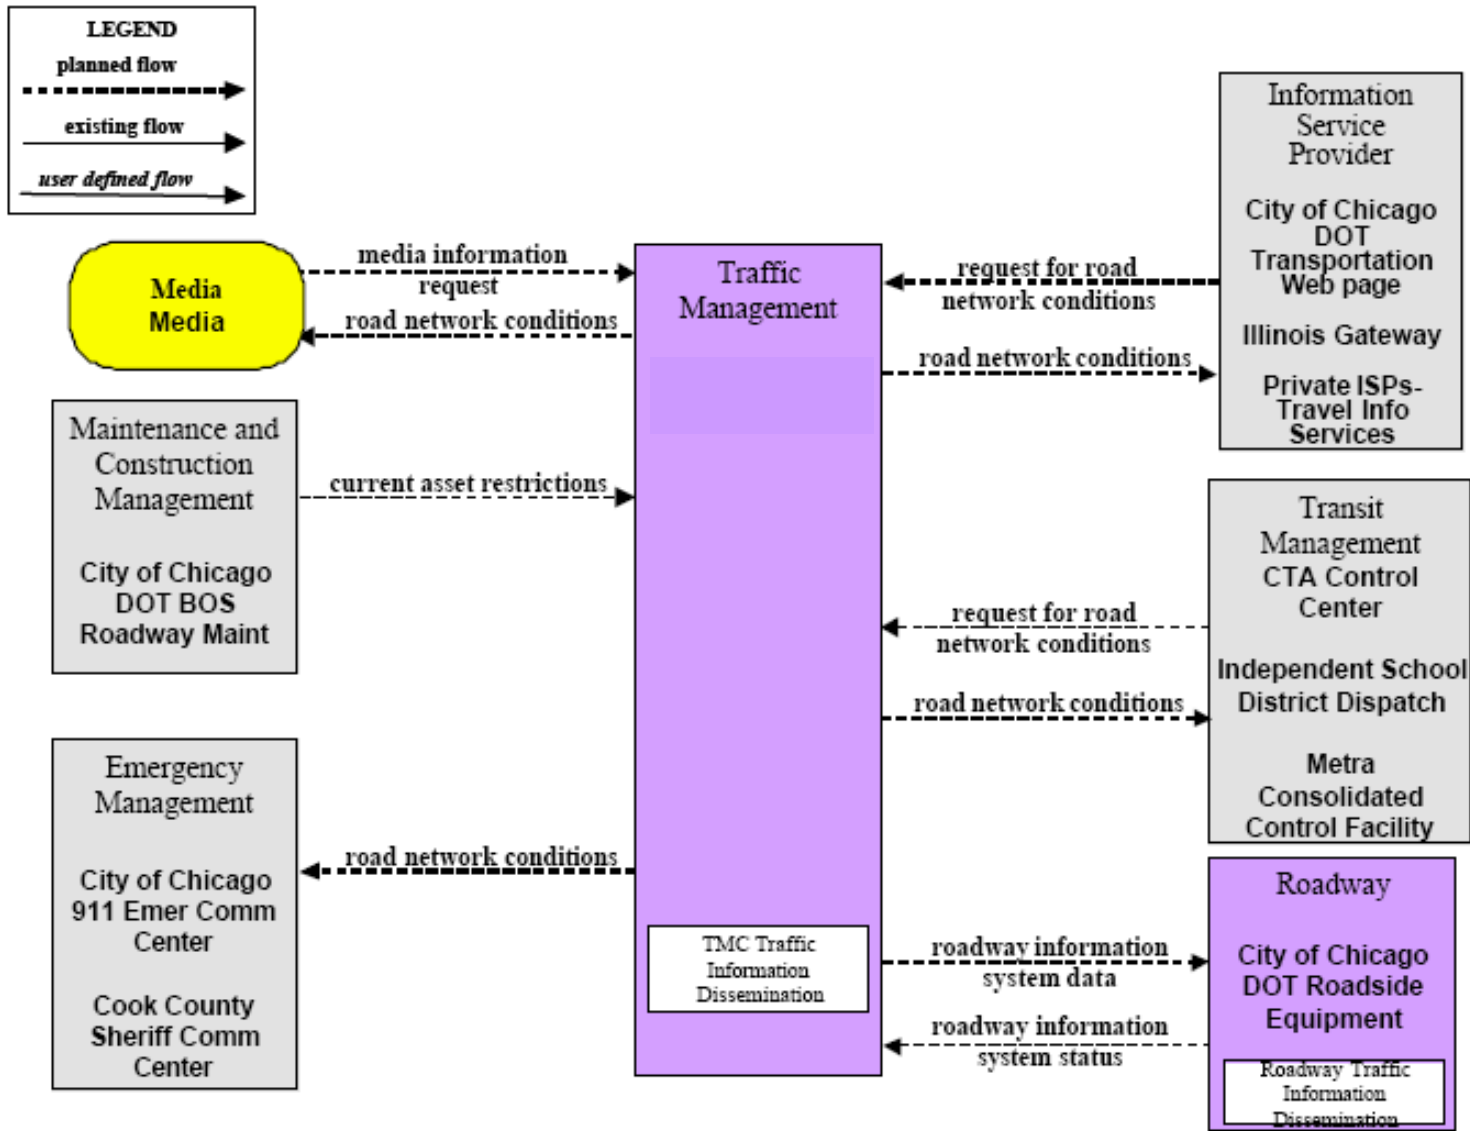 LEGEND
planned flow
existing flow
user defined flow
Media
Media
media information
request
road network conditions
Maintenance and
Construction
Management
City of Chicago
DOT BOS
Roadway Maint
current asset restrictions
Emergency
Management
City of Chicago
911 Emer Comm
Center
Cook County
Sheriff Comm
Center
road network conditions
Traffic
Management
TMC Traffic
Information
Dissemination
request for road
network conditions
road network conditions
Information
Service
Provider
City of Chicago
DOT
Transportation
Web page
Illinois Gateway
Private ISPs-
Travel Info
Services
request for road
network conditions
road network conditions
Transit
Management
CTA Control
Center
Independent School
District Dispatch
Metra
Consolidated
Control Facility
roadway information
system data
roadway information
system status
Roadway
City of Chicago
DOT Roadside
Equipment
Roadway Traffic
Information
Dissemination